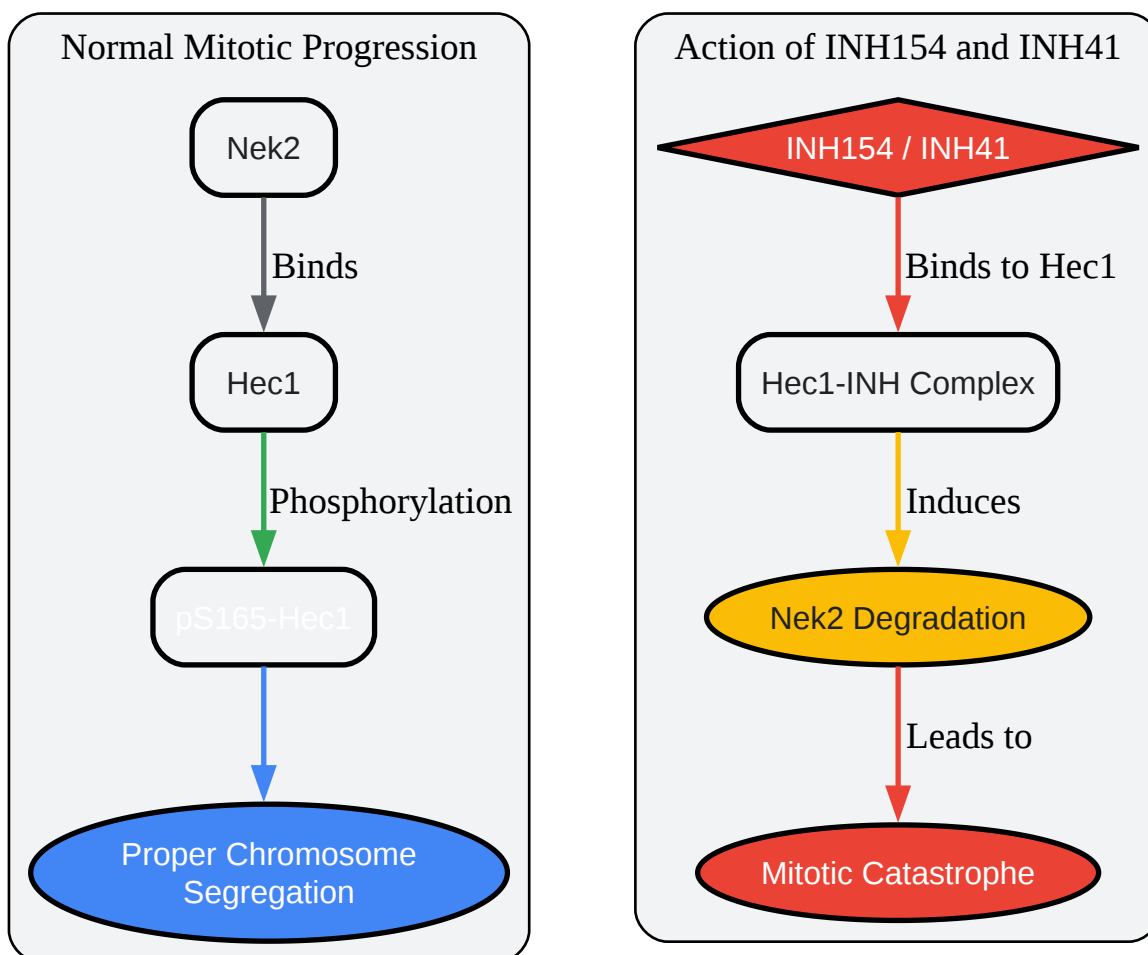 Normal Mitotic Progression
Nek2
Binds
Hec1
Phosphorylation
pS165-Hec1
Proper Chromosome
Segregation
Action of INH154 and INH41
INH154 / INH41
Binds to Hec1
Hec1-INH Complex
Induces
Nek2 Degradation
Leads to
Mitotic Catastrophe